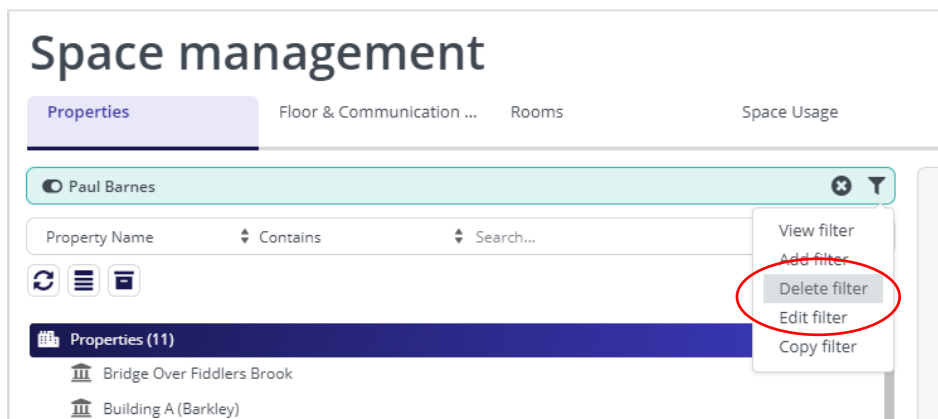 Space management
Properties
Floor & Communication ...
Rooms
Space Usage
Paul Barnes
Property Name
Contains
Search...
View filter
Add filter
Delete filter
Edit filter
Copy filter
Properties (11)
Bridge Over Fiddlers Brook
Building A (Barkley)